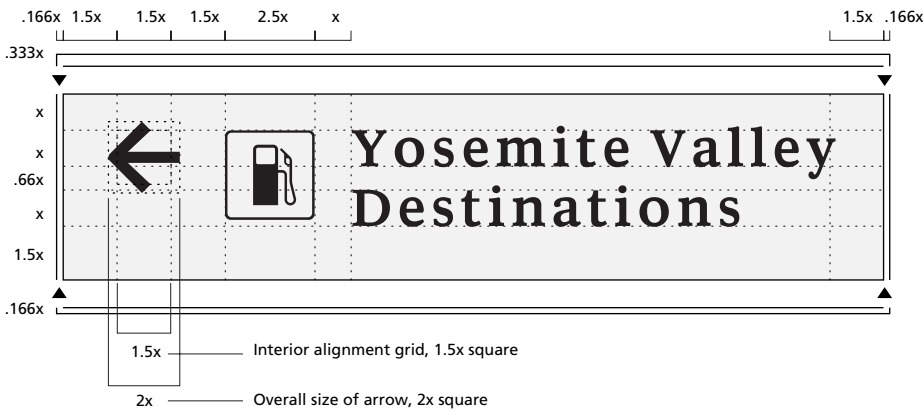 .166x 1.5x 1.5x 1.5x 2.5x x 1.5x .166x
.333x
x
x
.66x
x
1.5x
.166x
Yosemite Valley
Destinations
1.5x Interior alignment grid, 1.5x square
2x Overall size of arrow, 2x square